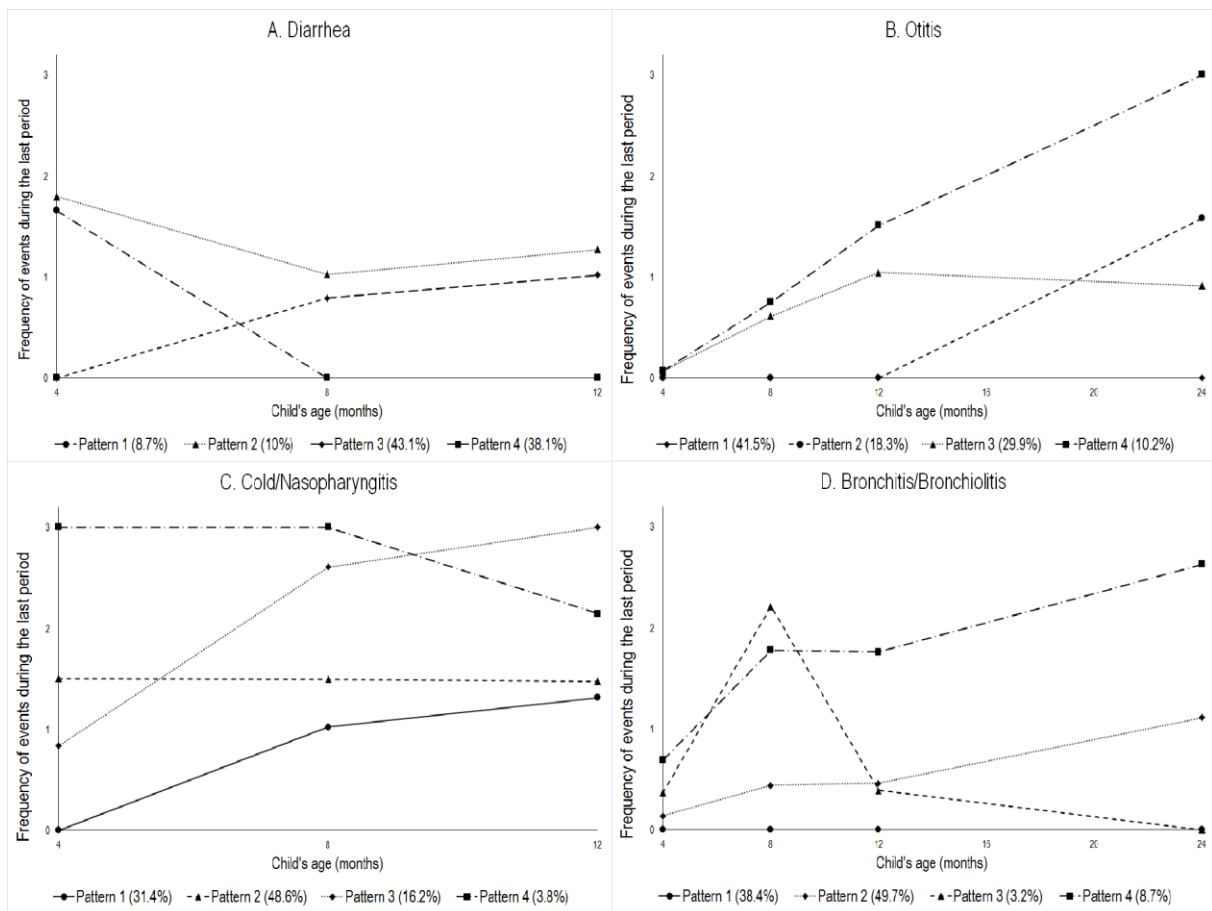 A. Diarrhea
Frequency of events during the last period
3
2
1
0
4
8
12
Child's age (months)
Pattern 1 (8.7%) Pattern 2 (10%) Pattern 3 (43.1%) Pattern 4 (38.1%)
B. Otitis
Frequency of events during the last period
3
2
1
0
4
8
12
16
20
24
Child's age (months)
Pattern 1 (41.5%) Pattern 2 (18.3%) Pattern 3 (29.9%) Pattern 4 (10.2%)
C. Cold/Nasopharyngitis
Frequency of events during the last period
3
2
1
0
4
8
12
Child's age (months)
Pattern 1 (31.4%) Pattern 2 (48.6%) Pattern 3 (16.2%) Pattern 4 (3.8%)
D. Bronchitis/Bronchiolitis
Frequency of events during the last period
3
2
1
0
4
8
12
16
20
24
Child's age (months)
Pattern 1 (38.4%) Pattern 2 (49.7%) Pattern 3 (3.2%) Pattern 4 (8.7%)